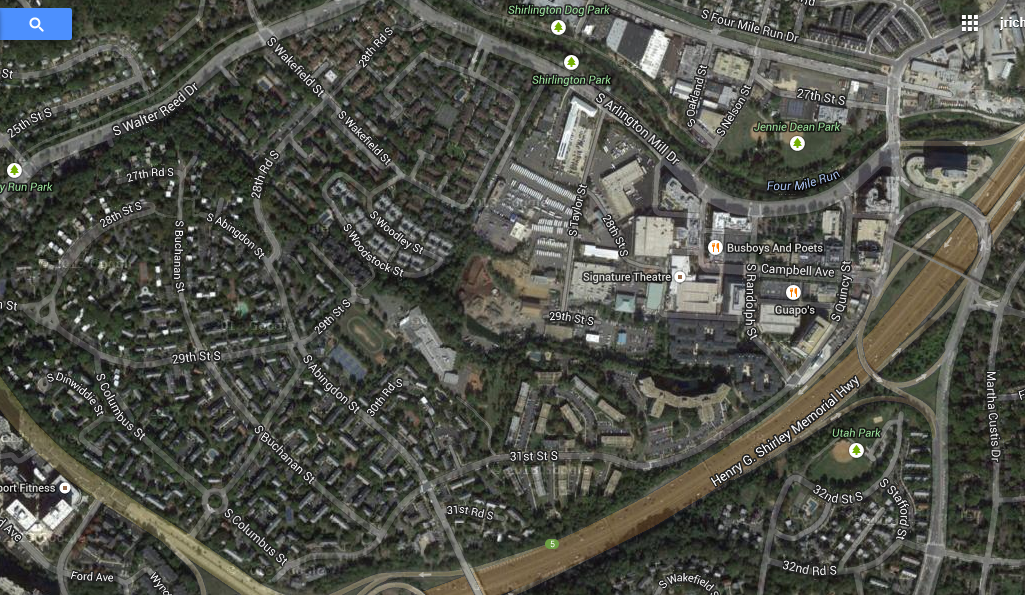 Shirlington Dog Park
S Four Mile Run Dr
jrich
S Wakefield St
28th Rd S
Shirlington Park
St
S Walter Reed Dr
25th St S
S Oakland St
S Nelson St
27th St S
S Arlington Mill Dr
S Wakefield St
Jennie Dean Park
y Run Park
27th Rd S
28th Rd S
Four Mile Run
28th St S
S Buchanan St
S Abingdon St
S Woodley St
S Woodstock St
S Taylor St
28th St S
Busboys And Poets
Signature Theatre
Campbell Ave
S Randolph St
S Quincy St
Guapo's
n St
29th St S
29th St S
29th St S
S Abingdon St
S Dinwiddie St
S Columbus St
30th Rd S
Henry G. Shirley Memorial Hwy
Martha Custis Dr
S Buchanan St
31st St S
Utah Park
port Fitness
31st Rd S
32nd St S
S Stafford St
S Columbus St
5
Ford Ave
S Wakefield S
32nd Rd S